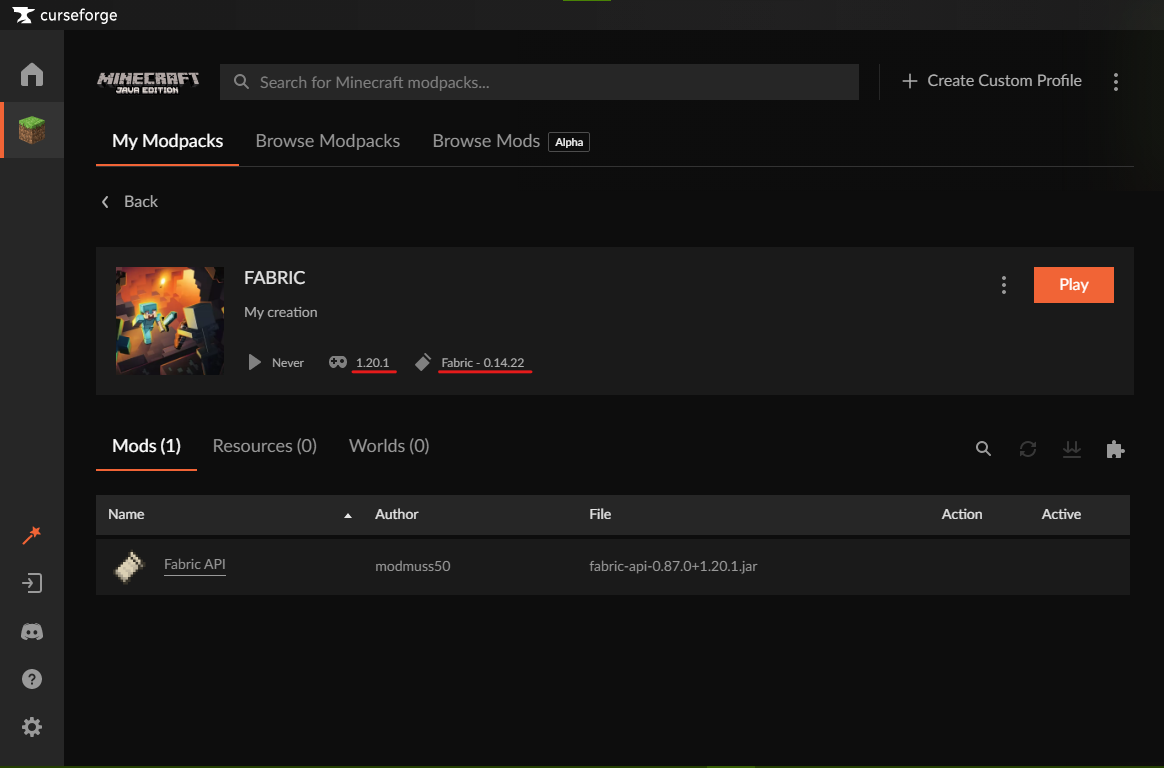 curseforge
MINECRAFT
JAVA EDITION
Search for Minecraft modpacks...
Create Custom Profile
My Modpacks
Browse Modpacks
Browse Mods
Alpha
Back
FABRIC
Play
My creation
Never
1.20.1
Fabric - 0.14.22
Mods (1)
Resources (0)
Worlds (0)
Name
Author
File
Action
Active
Fabric API
modmuss50
fabric-api-0.87.0+1.20.1.jar